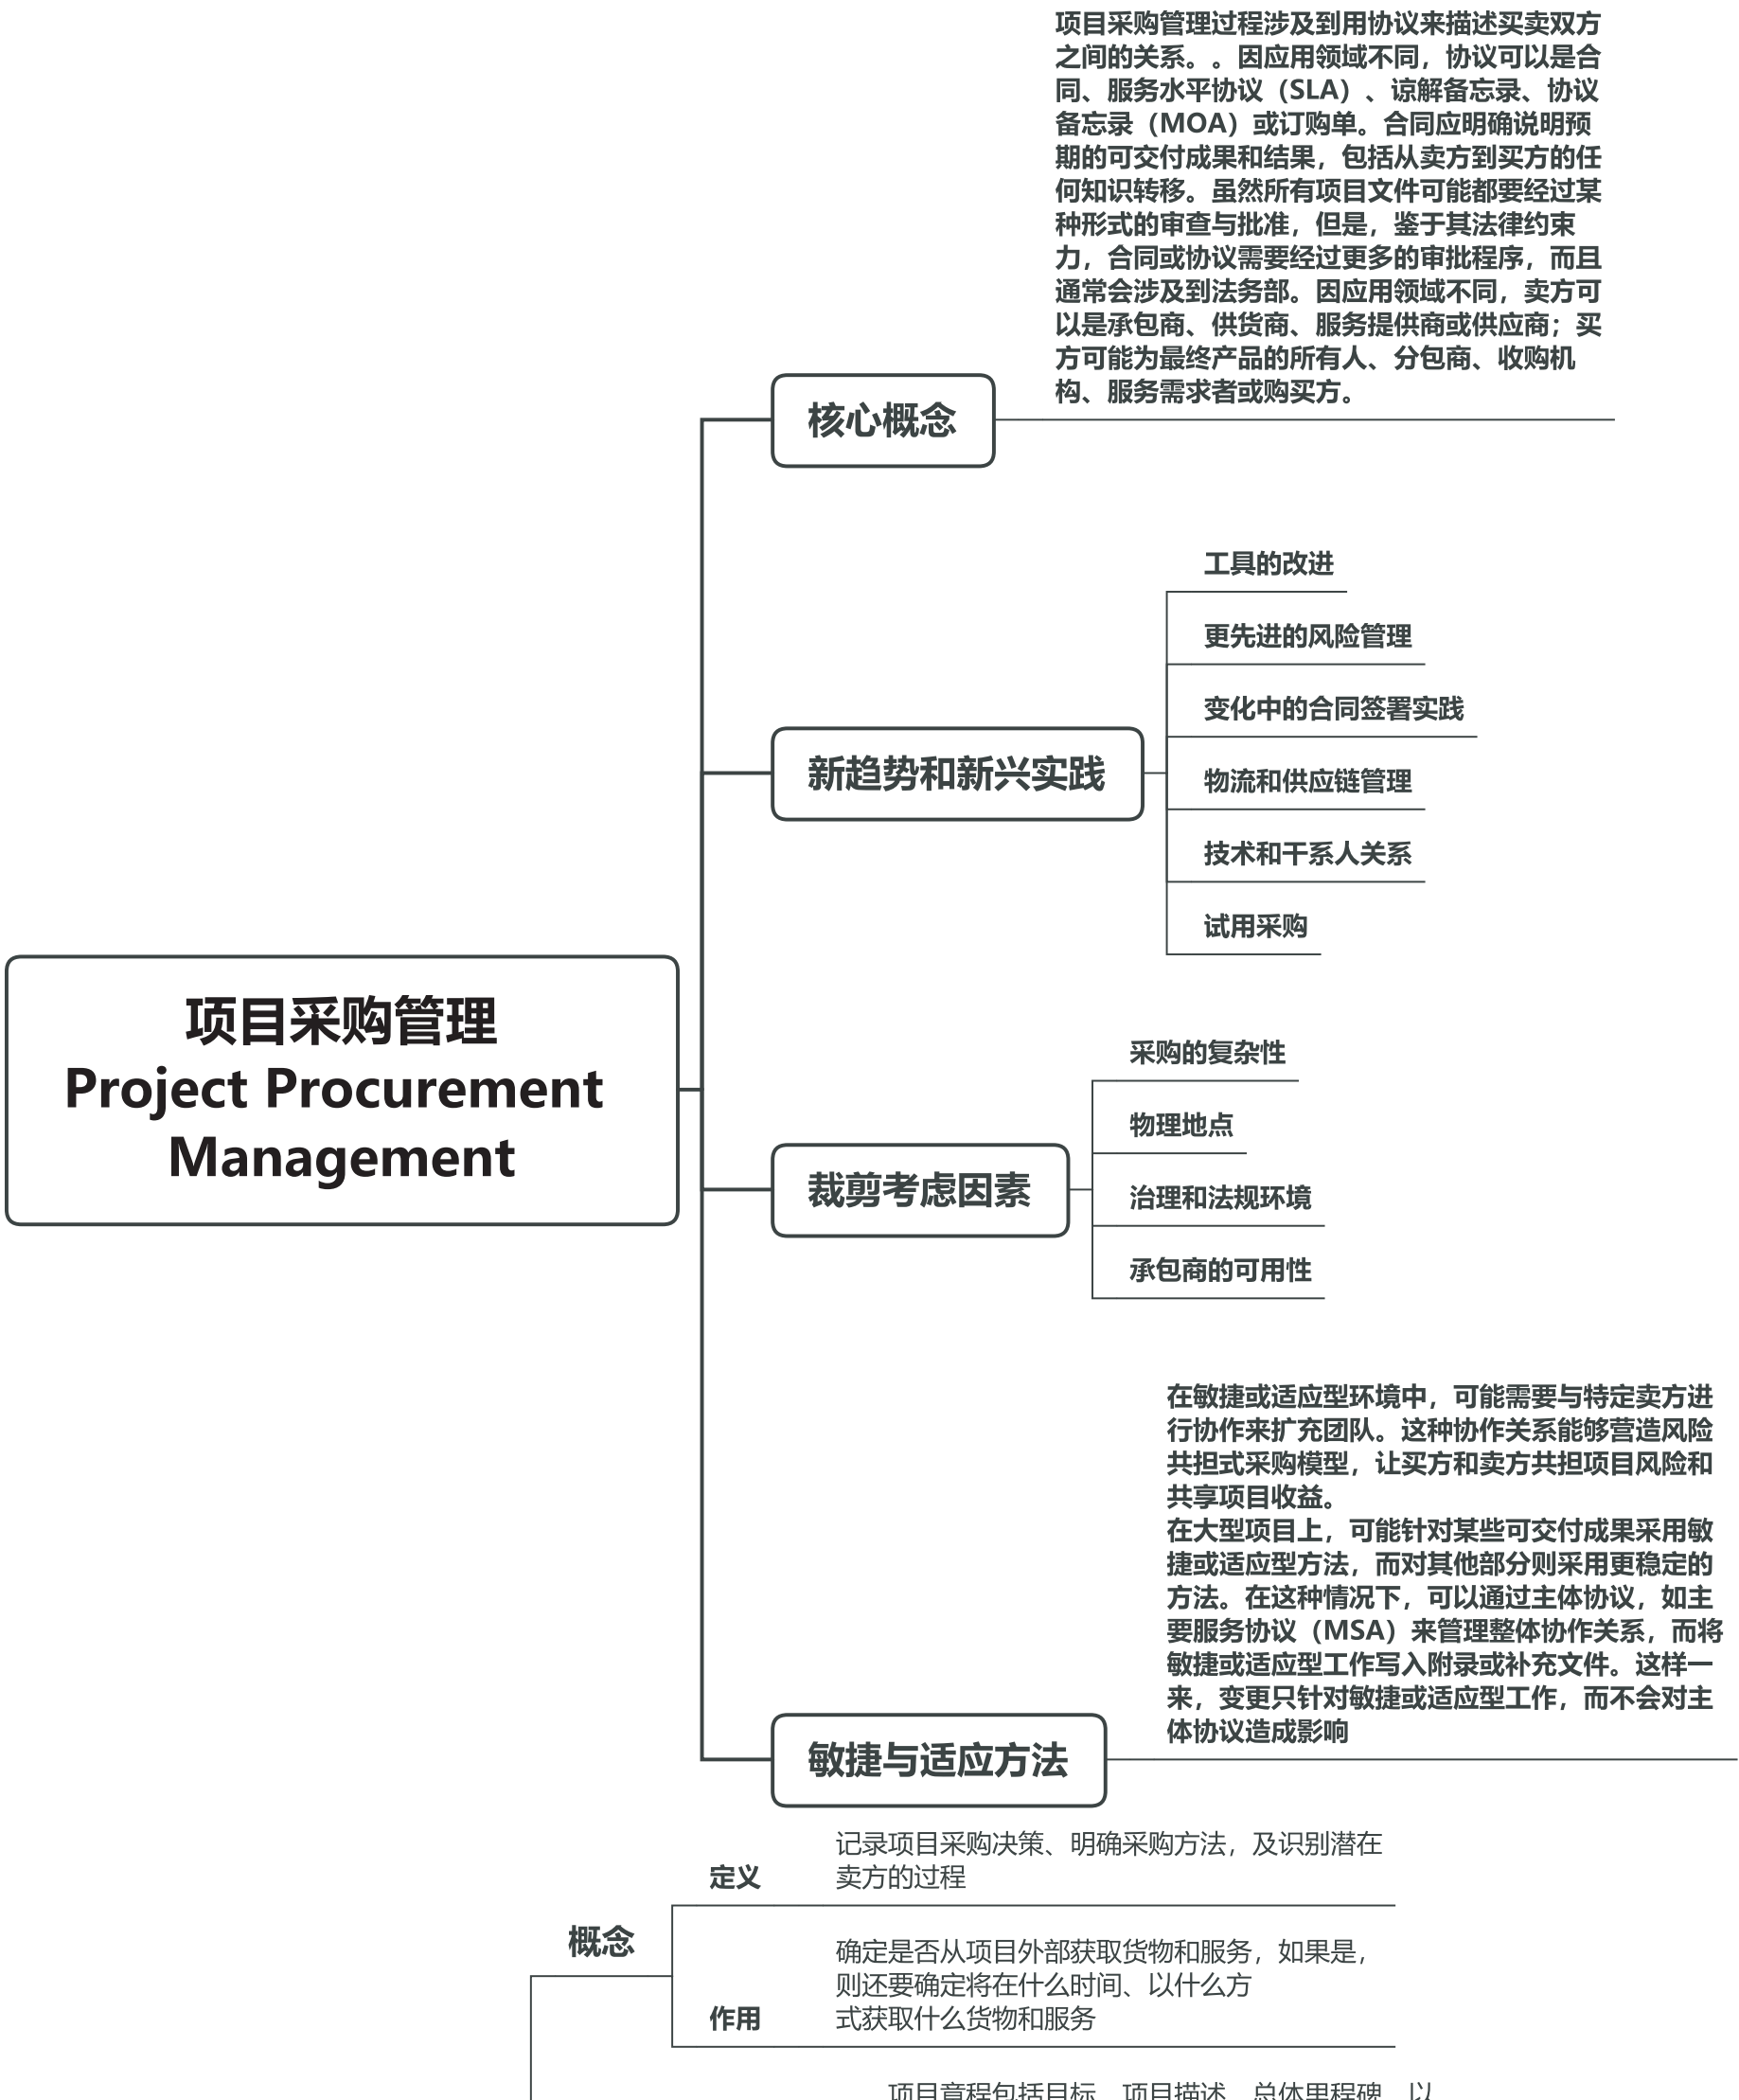 项目采购管理过程涉及到用协议来描述买卖双方
之间的关系。。因应用领域不同，协议可以是合
同、服务水平协议（SLA）、谅解备忘录、协议
备忘录（MOA）或订购单。合同应明确说明预
期的可交付成果和结果，包括从卖方到买方的任
何知识转移。虽然所有项目文件可能都要经过某
种形式的审查与批准，但是，鉴于其法律约束
力，合同或协议需要经过更多的审批程序，而且
通常会涉及到法务部。因应用领域不同，卖方可
以是承包商、供货商、服务提供商或供应商；买
方可能为最终产品的所有人、分包商、收购机
构、服务需求者或购买方。
核心概念
工具的改进
更先进的风险管理
变化中的合同签署实践
新趋势和新兴实践
物流和供应链管理
技术和干系人关系
试用采购
项目采购管理
Project Procurement
Management
采购的复杂性
物理地点
裁剪考虑因素
治理和法规环境
承包商的可用性
在敏捷或适应型环境中，可能需要与特定卖方进
行协作来扩充团队。这种协作关系能够营造风险
共担式采购模型，让买方和卖方共担项目风险和
共享项目收益。
在大型项目上，可能针对某些可交付成果采用敏
捷或适应型方法，而对其他部分则采用更稳定的
方法。在这种情况下，可以通过主体协议，如主
要服务协议（MSA）来管理整体协作关系，而将
敏捷或适应型工作写入附录或补充文件。这样一
来，变更只针对敏捷或适应型工作，而不会对主
体协议造成影响
敏捷与适应方法
概念
定义
记录项目采购决策、明确采购方法，及识别潜在
卖方的过程
作用
确定是否从项目外部获取货物和服务，如果是，
则还要确定将在什么时间、以什么方
式获取什么货物和服务
项目章程包括目标、项目描述、总体里程碑，以